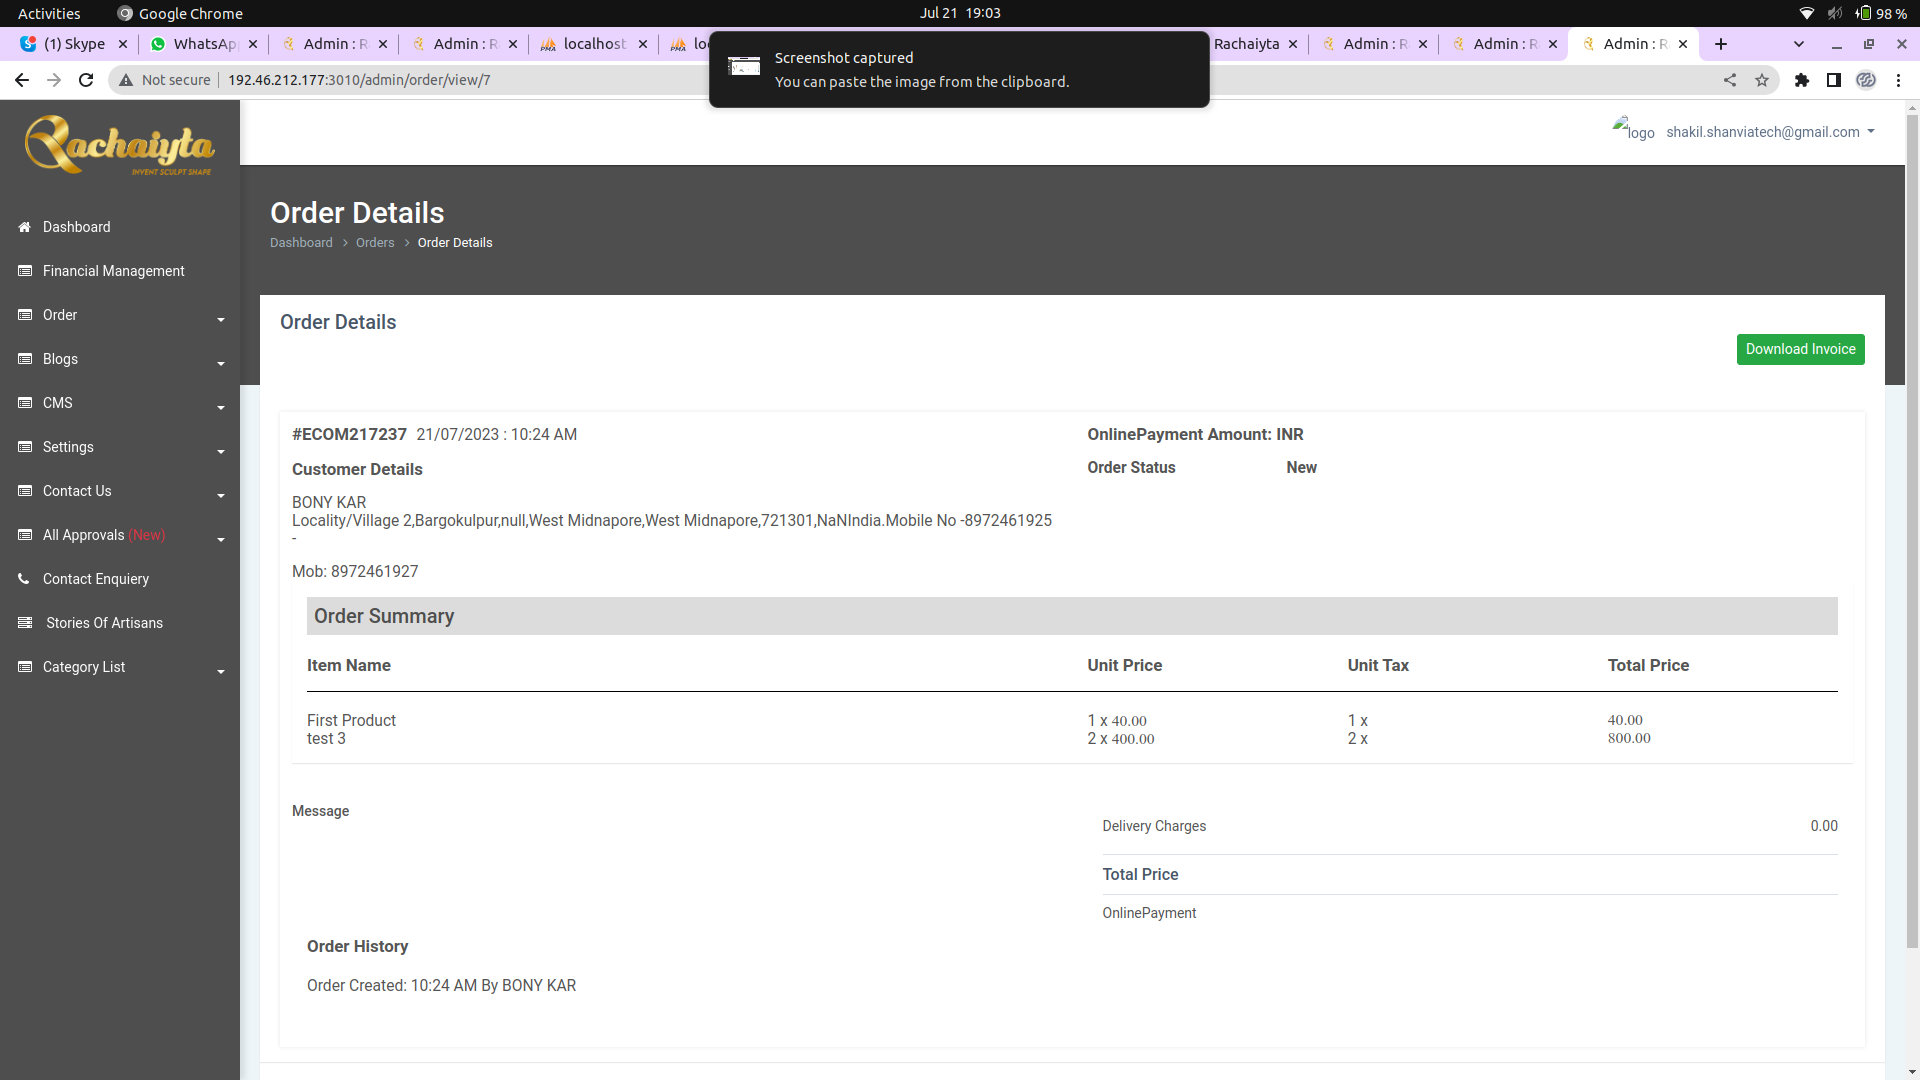 Activities
Google Chrome
Jul 21 19:03
98 %
(1) Skype
WhatsAp
Admin : R
Admin : R
localhost
lo
Rachaiyta
Admin : R
Admin : R
Admin : R
Screenshot captured
You can paste the image from the clipboard.
Not secure
192.46.212.177:3010/admin/order/view/7
Rachaiyta
INVENT SCULPT SHAPE
logo
shakil.shanviatech@gmail.com
Dashboard
Financial Management
Order
Blogs
CMS
Settings
Contact Us
All Approvals (New)
Contact Enquiery
Stories Of Artisans
Category List
Order Details
Dashboard > Orders > Order Details
Order Details
Download Invoice
#ECOM217237 21/07/2023 : 10:24 AM
OnlinePayment Amount: INR
Order Status New
Customer Details
BONY KAR
Locality/Village 2,Bargokulpur,null,West Midnapore,West Midnapore,721301,NaNIndia.Mobile No -8972461925
-
Mob: 8972461927
Order Summary
Item Name Unit Price Unit Tax Total Price
First Product 1 x 40.00 1 x 40.00
test 3 2 x 400.00 2 x 800.00
Message
Delivery Charges 0.00
Total Price
OnlinePayment
Order History
Order Created: 10:24 AM By BONY KAR